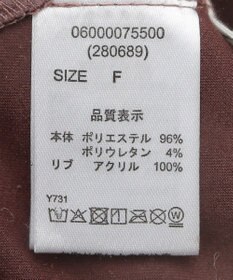 06000075500
(280689)
SIZE F
品質表示
本体 ポリエステル 96%
ポリウレタン 4%
リブ アクリル 100%
Y731